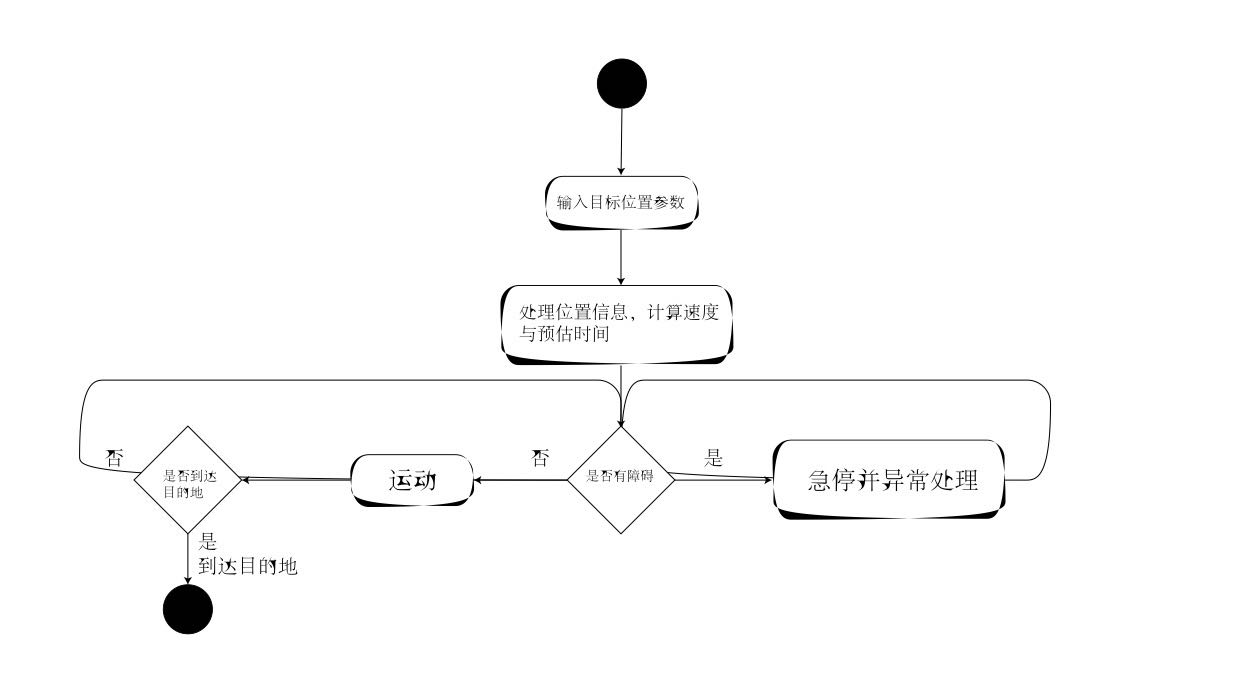 输入目标位置参数
处理位置信息，计算速度
与预估时间
否
否
是
是否到达
目的地
运动
是否有障碍
急停并异常处理
是
到达目的地